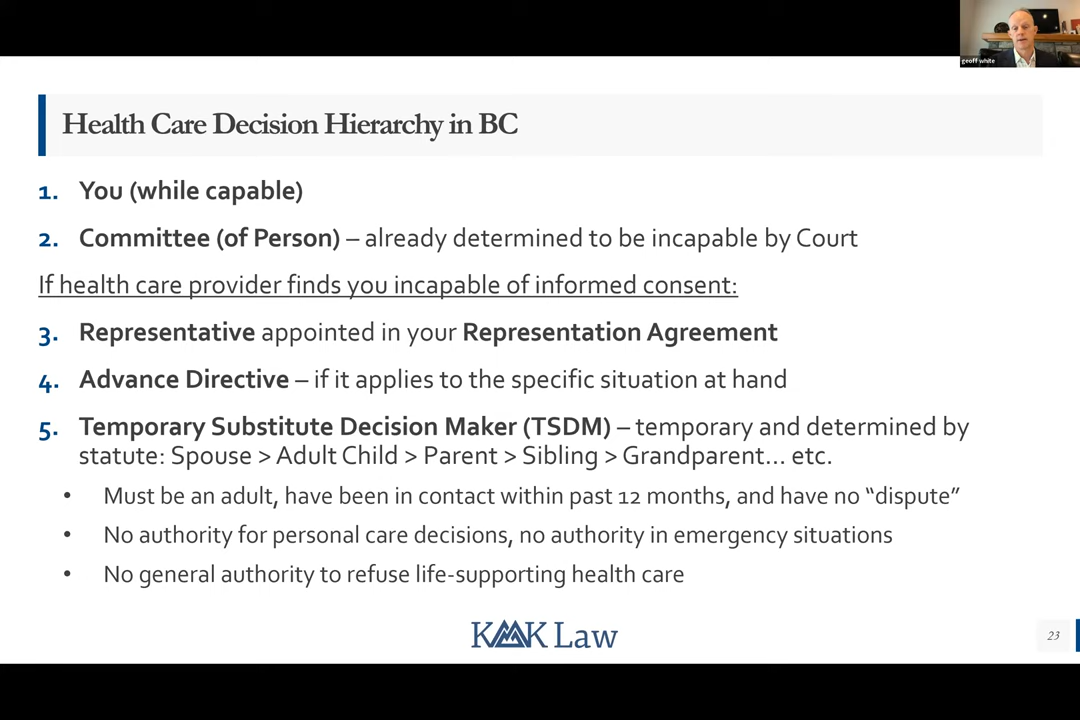 geoff white
Health Care Decision Hierarchy in BC
1. You (while capable)
2. Committee (of Person) – already determined to be incapable by Court
If health care provider finds you incapable of informed consent:
3. Representative appointed in your Representation Agreement
4. Advance Directive – if it applies to the specific situation at hand
5. Temporary Substitute Decision Maker (TSDM) – temporary and determined by
statute: Spouse > Adult Child > Parent > Sibling > Grandparent... etc.
• Must be an adult, have been in contact within past 12 months, and have no “dispute”
• No authority for personal care decisions, no authority in emergency situations
• No general authority to refuse life-supporting health care
KMK Law
23